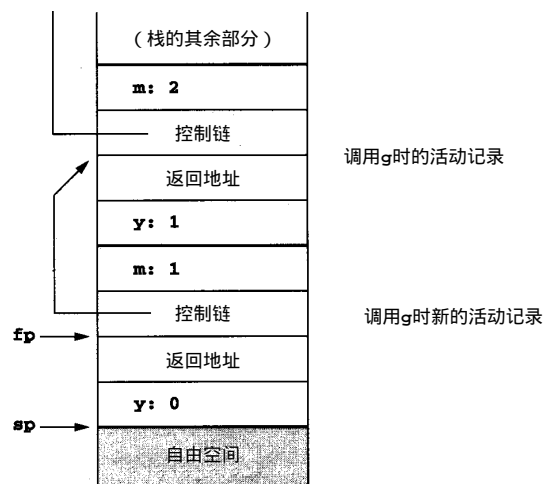 （栈的其余部分）
m: 2
控制链
调用g时的活动记录
返回地址
y: 1
m: 1
控制链
调用g时新的活动记录
fp
返回地址
y: 0
sp
自由空间